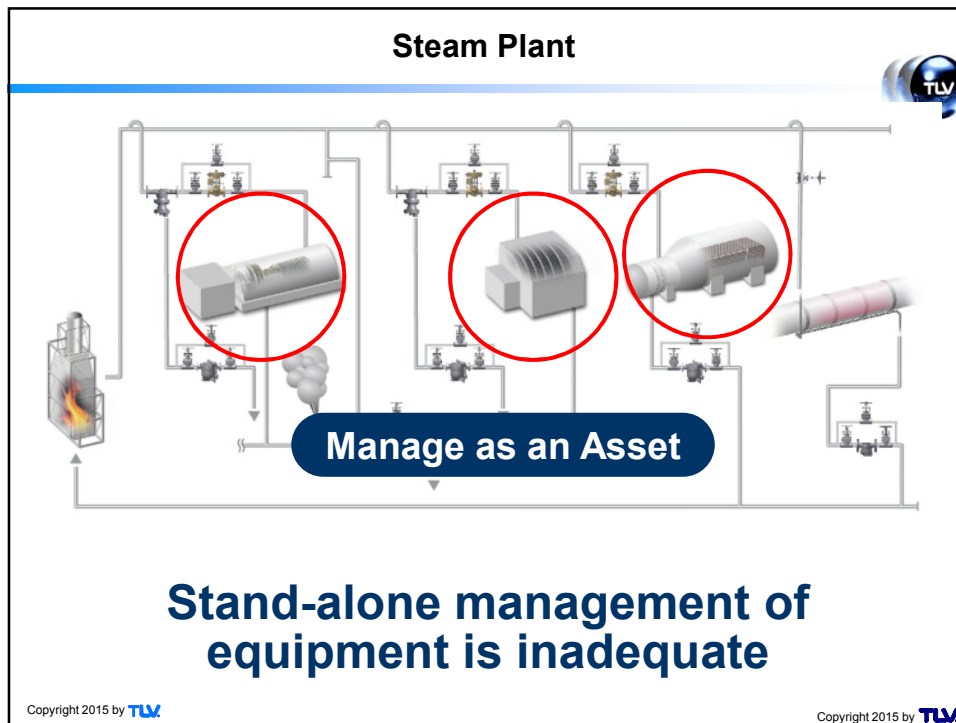 Steam Plant
TLV
Manage as an Asset
Stand-alone management of
equipment is inadequate
Copyright 2015 by TLV.
Copyright 2015 by TLV.